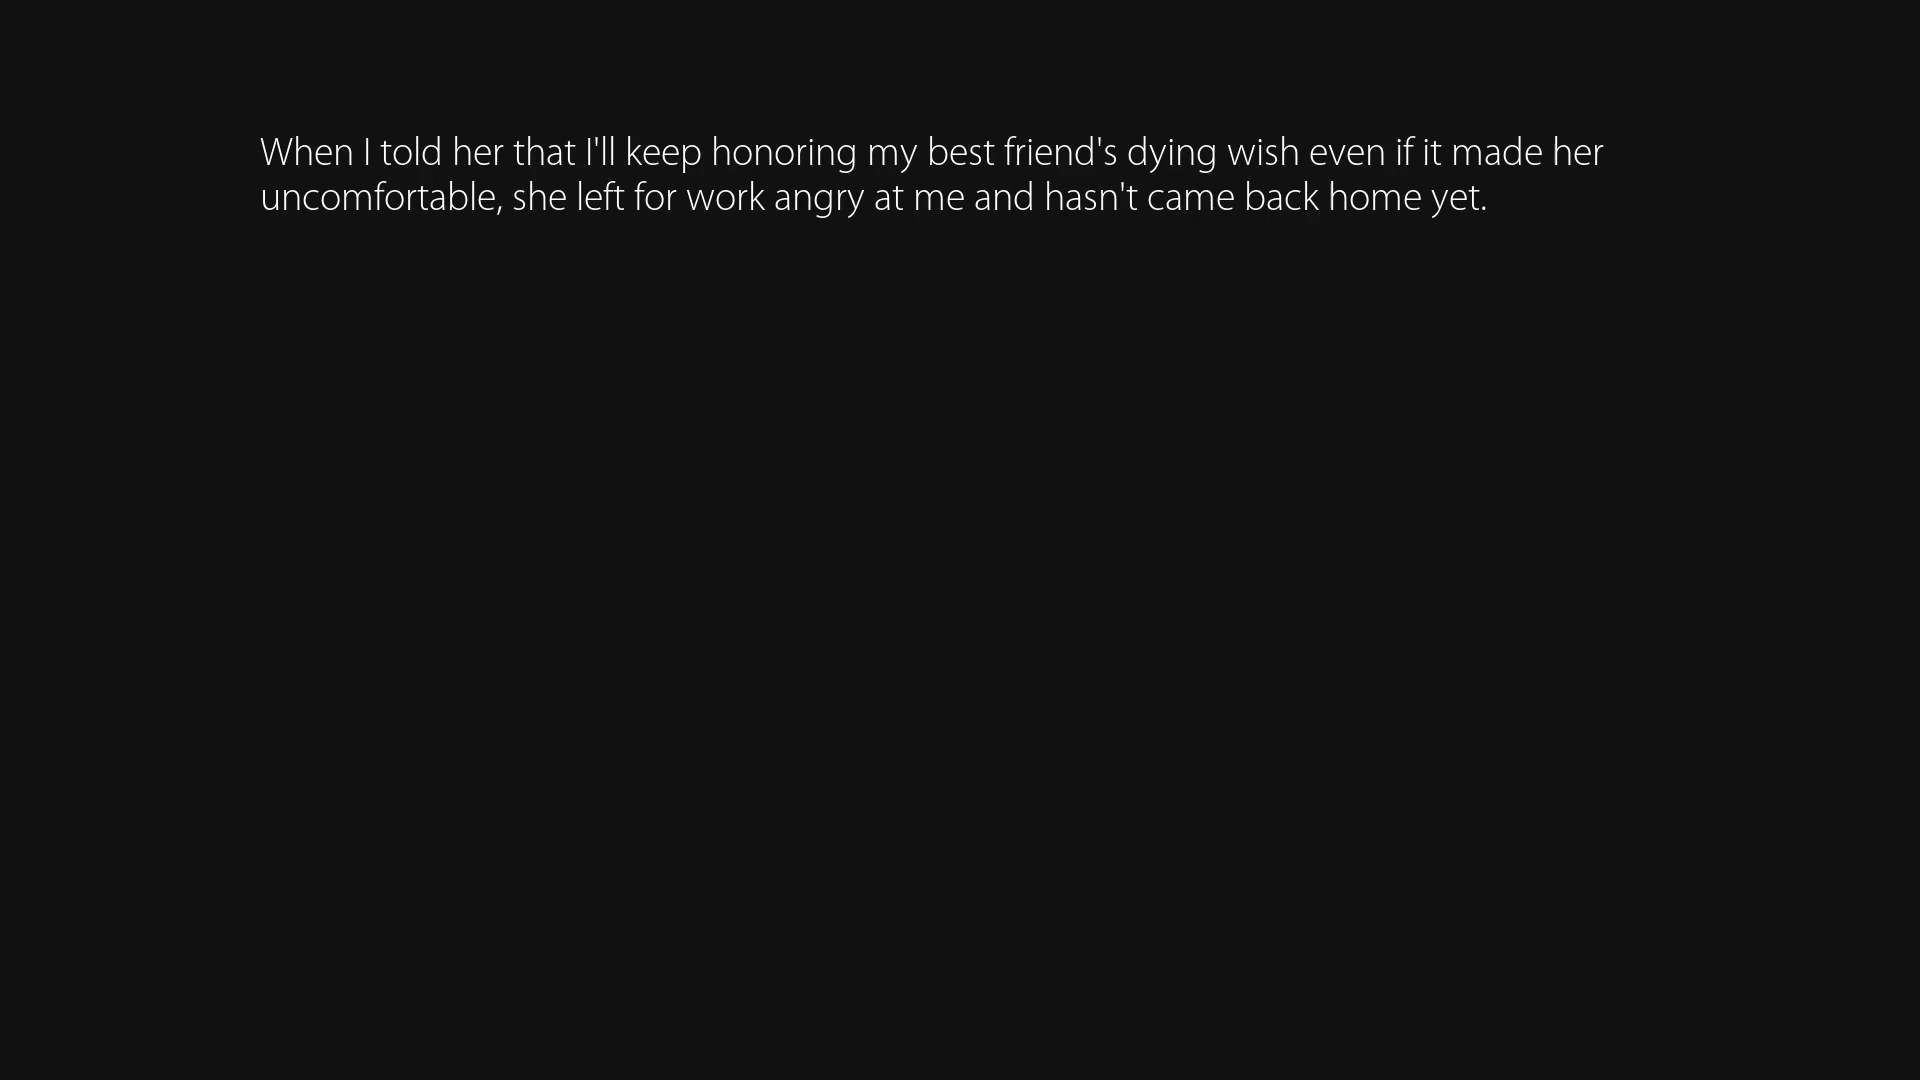 When I told her that I'll keep honoring my best friend's dying wish even if it made her
uncomfortable, she left for work angry at me and hasn't came back home yet.